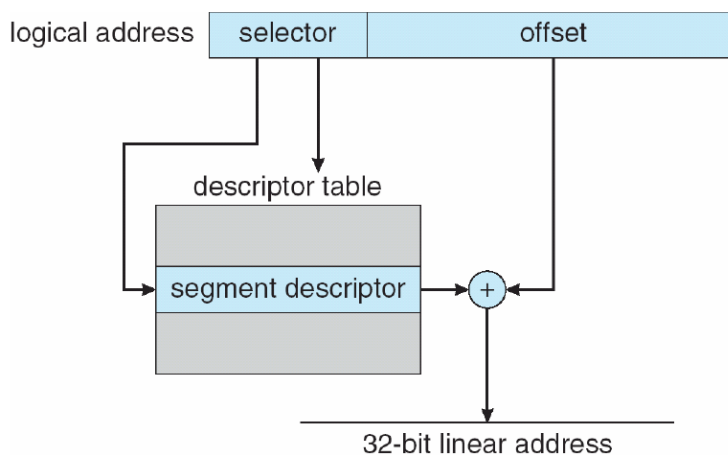 logical address selector offset
descriptor table
segment descriptor +
32-bit linear address